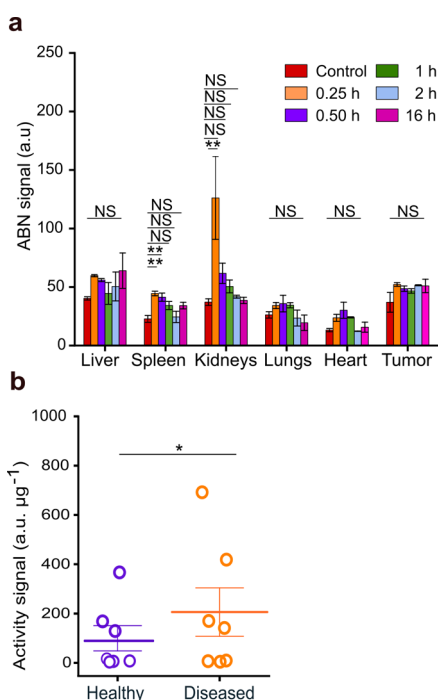 a
ABN signal (a.u)
250
200
150
100
50
0
Control
0.25 h
0.50 h
1 h
2 h
16 h
NS
NS
NS
NS
**
**
NS
NS
NS
NS
**
NS
NS
NS
Liver Spleen Kidneys Lungs Heart Tumor
b
Activity signal (a.u. µg⁻¹)
1000
800
600
400
200
0
*
Healthy Diseased